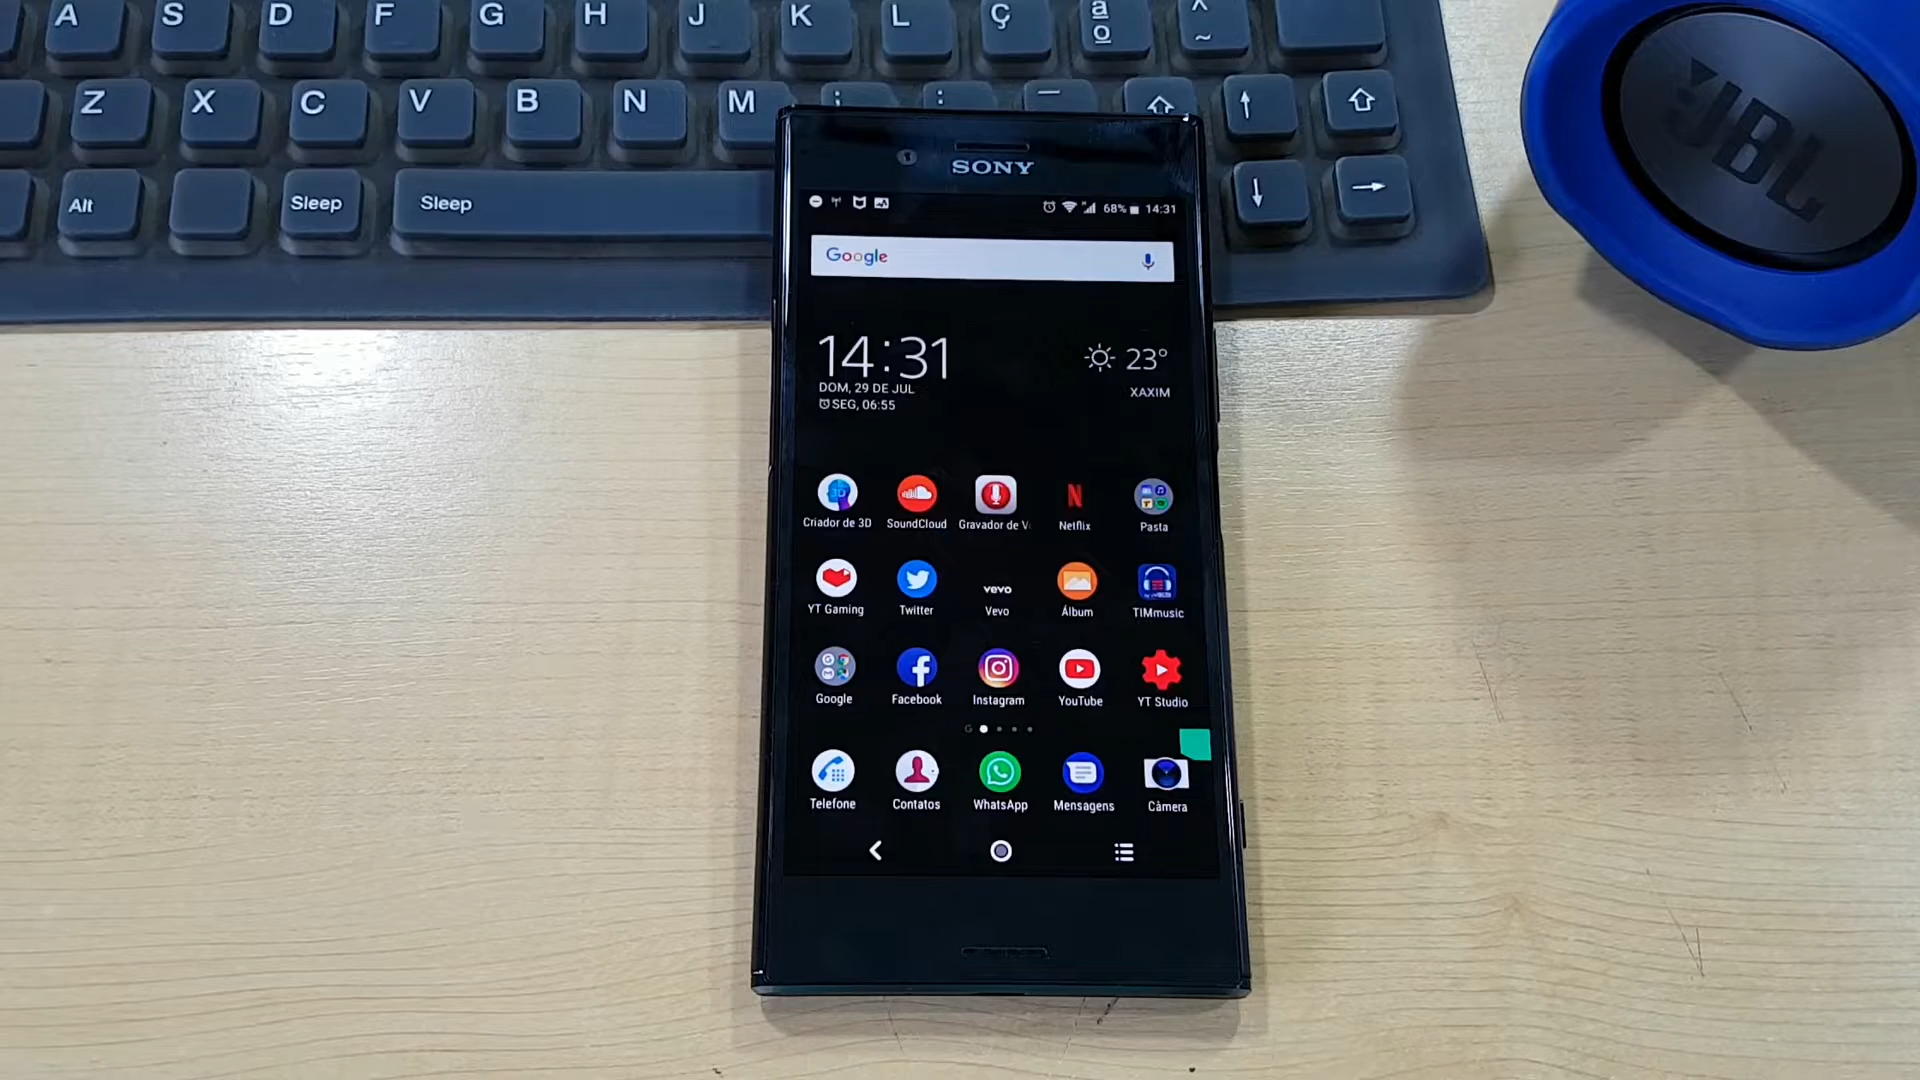 A S D F G H J K L Ç ª º ^ ~
Z X C V B N M ; :
Alt Sleep Sleep
JBL
SONY
68% 14:31
Google
14:31
23°
DOM, 29 DE JUL
XAXIM
SEG, 06:55
Criador de 3D SoundCloud Gravador de V Netflix Pasta
YT Gaming Twitter vevo Vevo Álbum TIMmusic
Google Facebook Instagram YouTube YT Studio
Telefone Contatos WhatsApp Mensagens Câmera